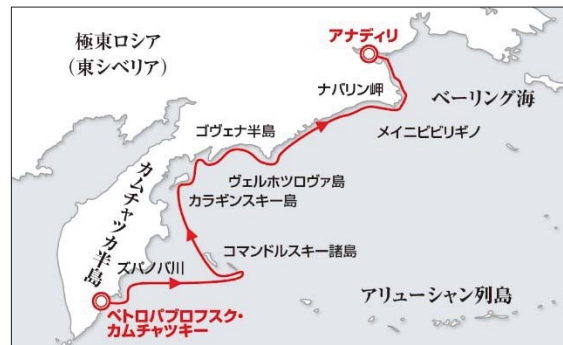 極東ロシア
(東シベリア)
アナディリ
ナバリン岬
ベーリング海
ゴヴェナ半島
メイニピビリギノ
ヴェルホツロヴァ島
カラギンスキー島
カムチャツカ半島
コマンドルスキー諸島
ズパノバ川
アリューシャン列島
ペトロパブロフスク・
カムチャツキー